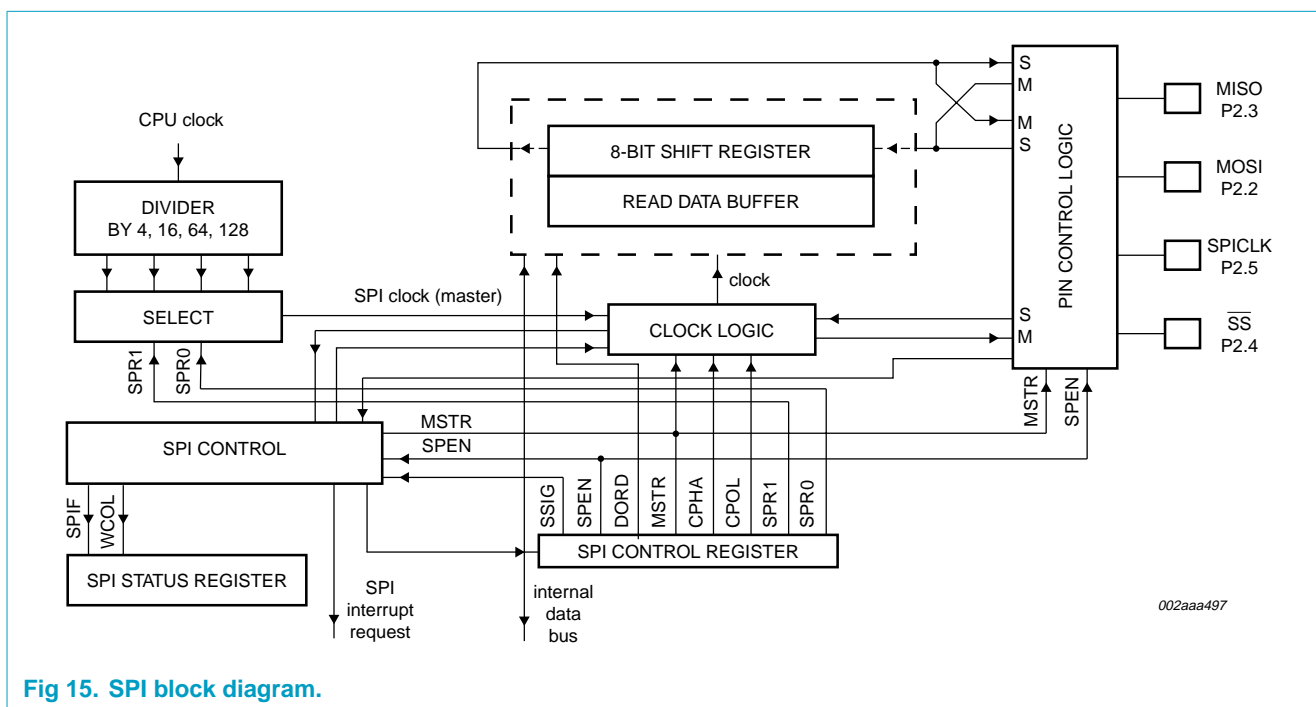 CPU clock
DIVIDER
BY 4, 16, 64, 128
SELECT
SPR1
SPR0
SPI clock (master)
8-BIT SHIFT REGISTER
READ DATA BUFFER
clock
CLOCK LOGIC
S
M
M
S
S
M
PIN CONTROL LOGIC
MISO
P2.3
MOSI
P2.2
SPICLK
P2.5
SS
P2.4
MSTR
SPEN
SPI CONTROL
MSTR
SPEN
SSIG
SPEN
DORD
MSTR
CPHA
CPOL
SPR1
SPR0
SPI CONTROL REGISTER
SPIF
WCOL
SPI STATUS REGISTER
SPI
interrupt
request
internal
data
bus
002aaa497
Fig 15. SPI block diagram.